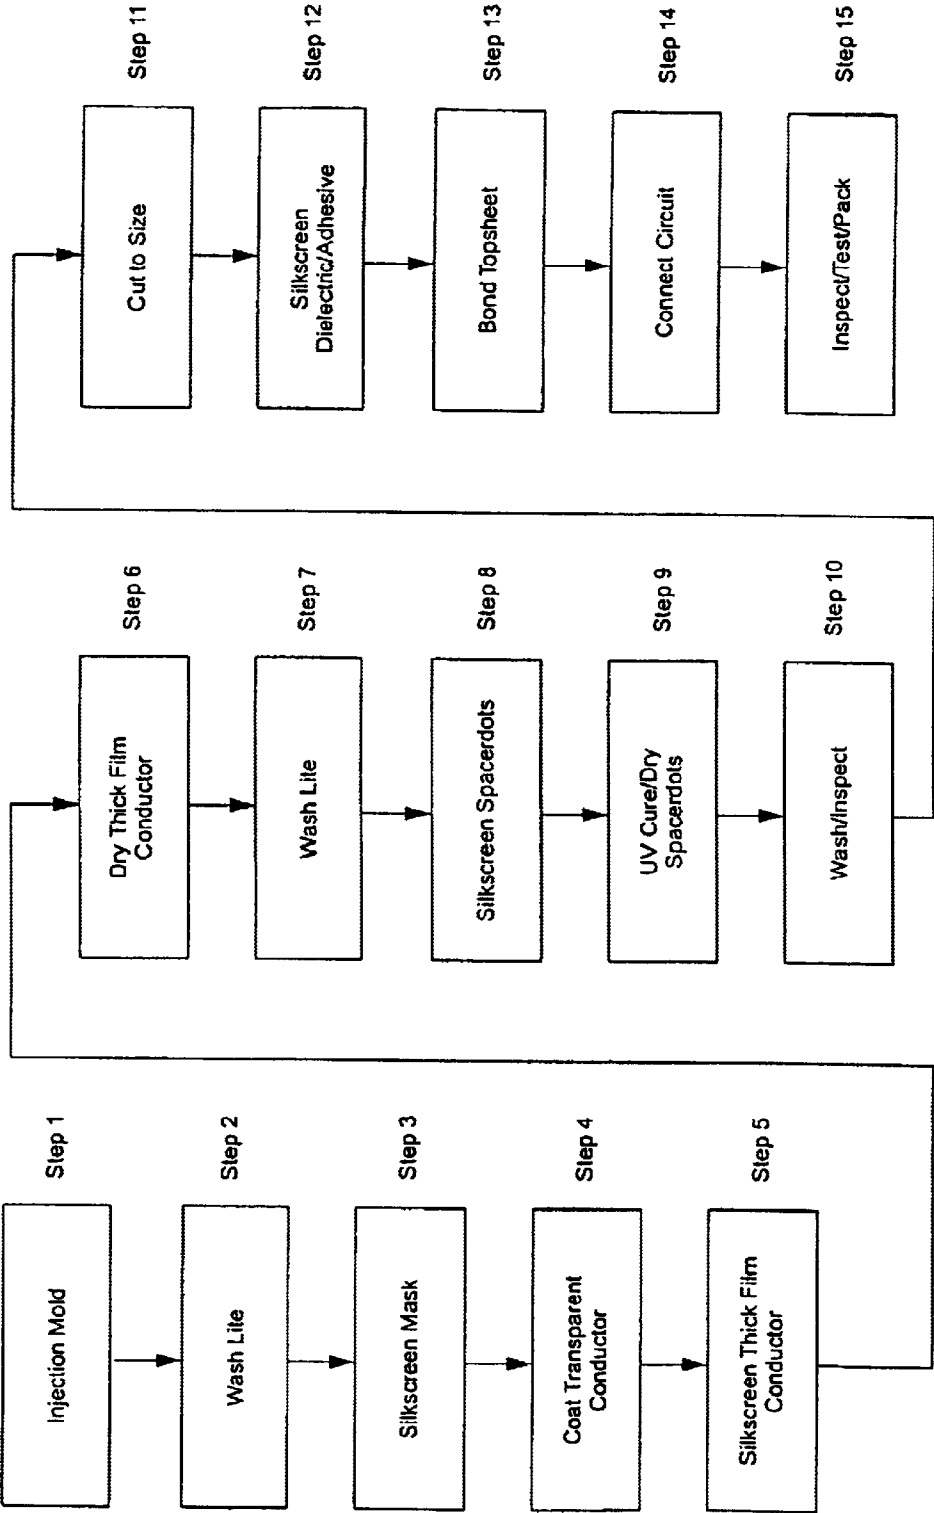 Injection Mold
Step 1
Wash Lite
Step 2
Silkscreen Mask
Step 3
Coat Transparent
Conductor
Step 4
Silkscreen Thick Film
Conductor
Step 5
Dry Thick Film
Conductor
Step 6
Wash Lite
Step 7
Silkscreen Spacerdots
Step 8
UV Cure/Dry
Spacerdots
Step 9
Wash/Inspect
Step 10
Cut to Size
Step 11
Silkscreen
Dielectric/Adhesive
Step 12
Bond Topsheet
Step 13
Connect Circuit
Step 14
Inspect/Test/Pack
Step 15